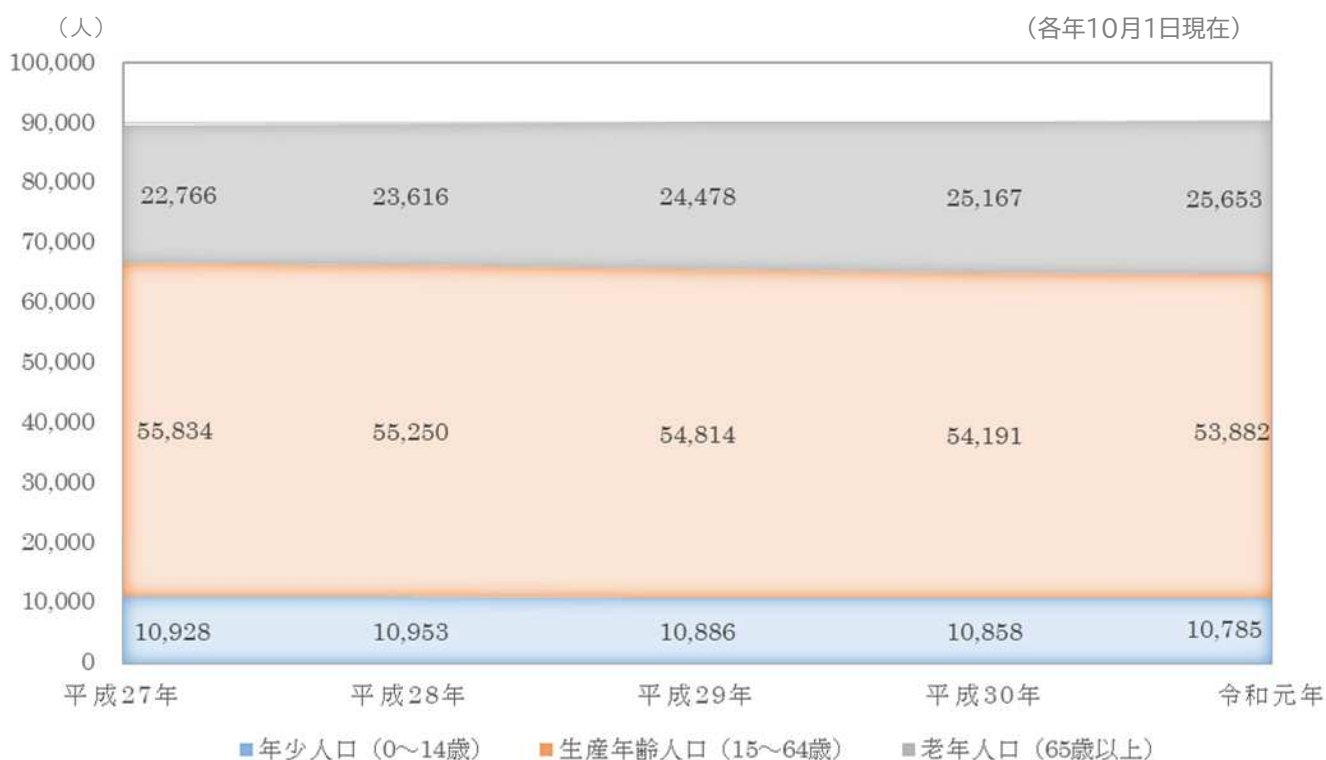 （人）
（各年10月1日現在）
100,000
90,000
80,000
22,766 23,616 24,478 25,167 25,653
70,000
60,000
50,000
40,000
55,834 55,250 54,814 54,191 53,882
30,000
20,000
10,000
10,928 10,953 10,886 10,858 10,785
0
平成27年 平成28年 平成29年 平成30年 令和元年
年少人口（0～14歳） 生産年齢人口（15～64歳） 老年人口（65歳以上）